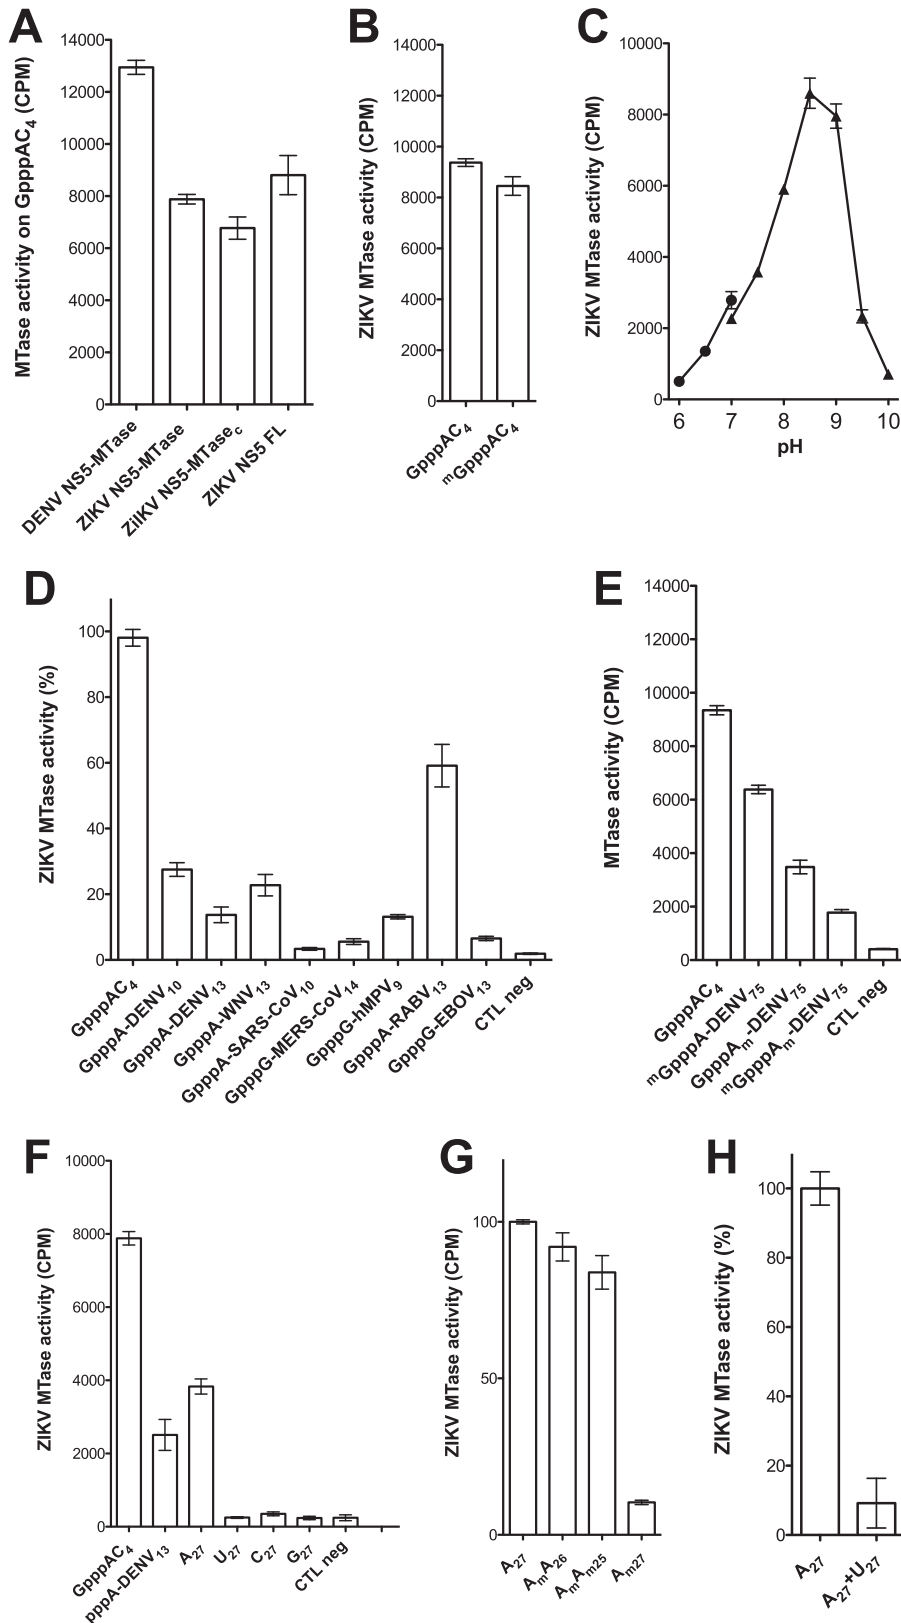 A
MTase activity on GpppAC4 (CPM)
14000
12000
10000
8000
6000
4000
2000
0
DENV NS5-MTase
ZIKV NS5-MTase
ZiIKV NS5-MTasec
ZIKV NS5 FL
B
ZIKV MTase activity (CPM)
14000
12000
10000
8000
6000
4000
2000
0
GpppAC4
mGpppAC4
C
ZIKV MTase activity (CPM)
10000
8000
6000
4000
2000
0
6 7 8 9 10
pH
D
ZIKV MTase activity (%)
100
80
60
40
20
0
GpppAC4
GpppA-DENV10
GpppA-DENV13
GpppA-WNV13
GpppA-SARS-CoV10
GpppG-MERS-CoV14
GpppG-hMPV9
GpppA-RABV13
GpppG-EBOV13
CTL neg
E
MTase activity (CPM)
14000
12000
10000
8000
6000
4000
2000
0
GpppAC4
mGpppA-DENV75
GpppAm-DENV75
mGpppAm-DENV75
CTL neg
F
ZIKV MTase activity (CPM)
10000
8000
6000
4000
2000
0
GpppAC4
pppA-DENV13
A27
U27
C27
G27
CTL neg
G
ZIKV MTase activity (CPM)
100
50
0
A27
AmA26
AmAm25
Am27
H
ZIKV MTase activity (%)
100
80
60
40
20
0
A27
A27+U27